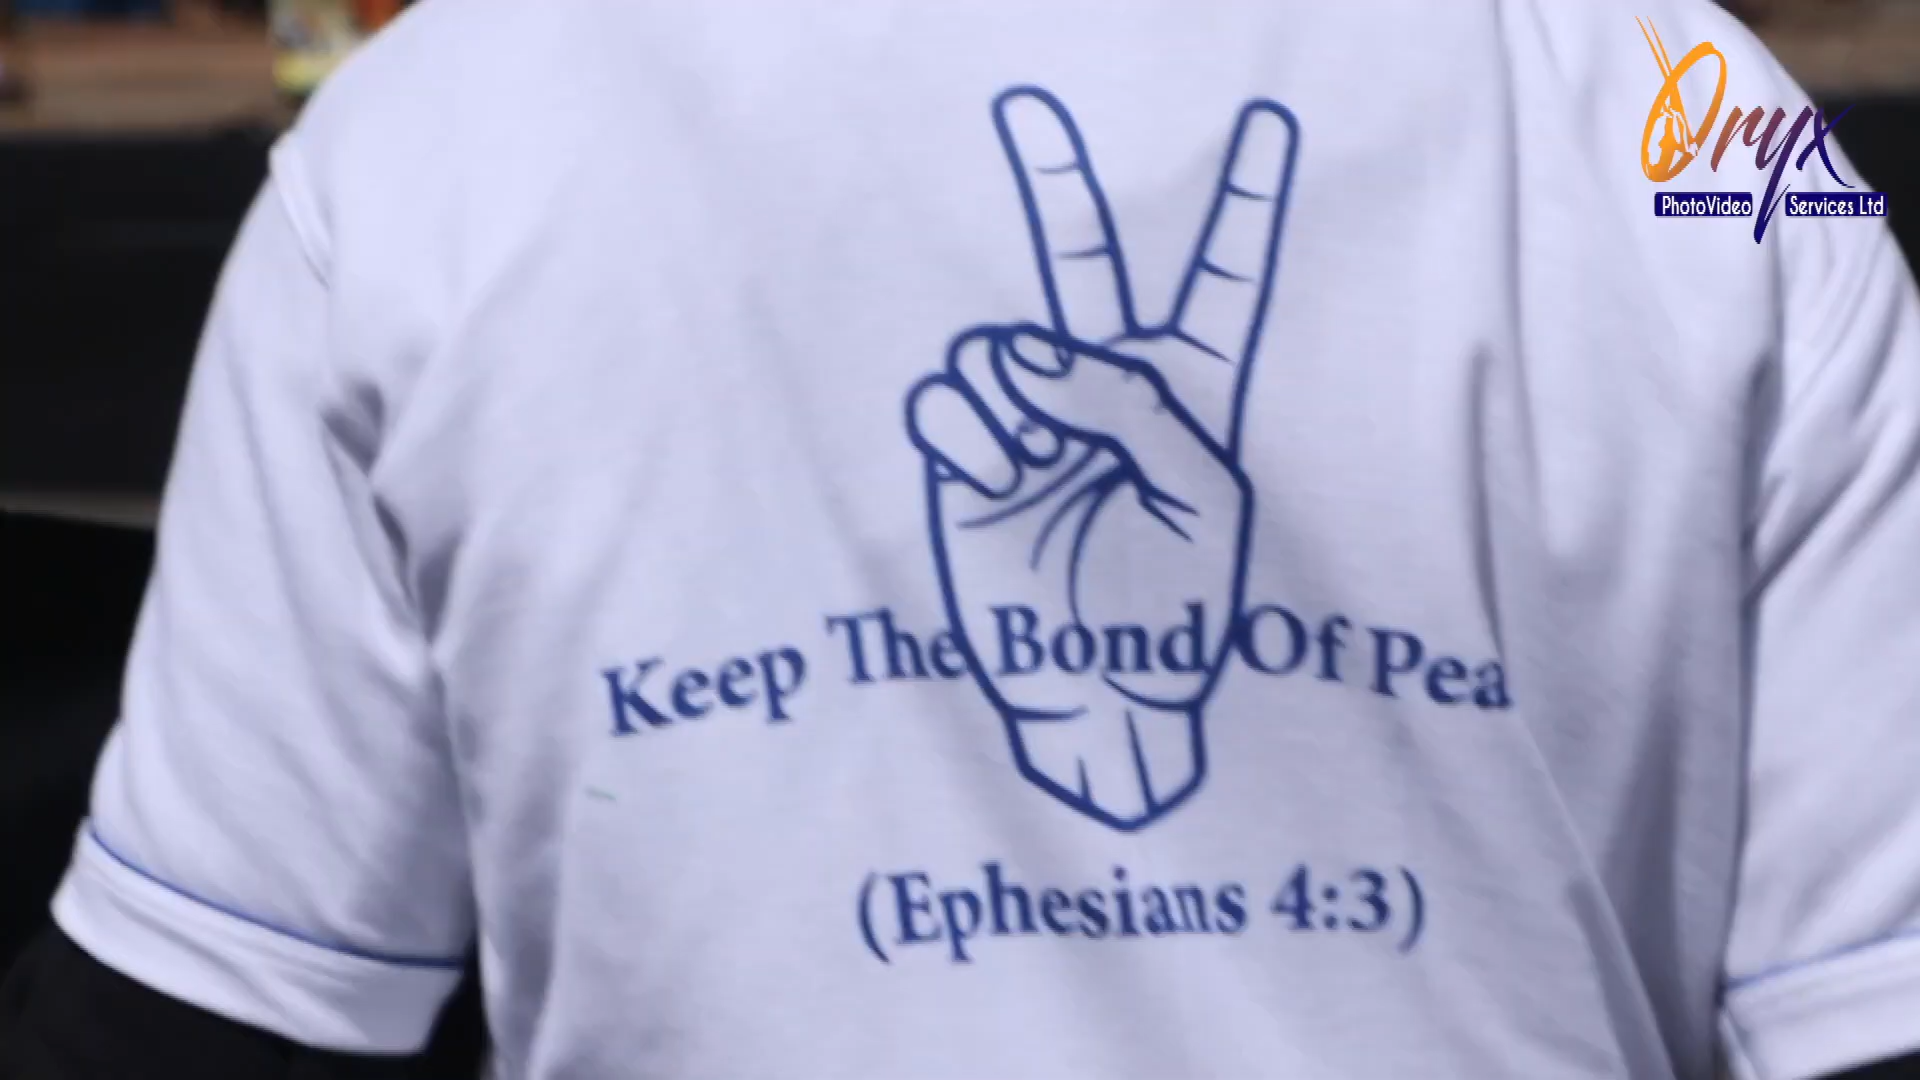 Oryx
PhotoVideo Services Ltd
Keep The Bond Of Pea
(Ephesians 4:3)